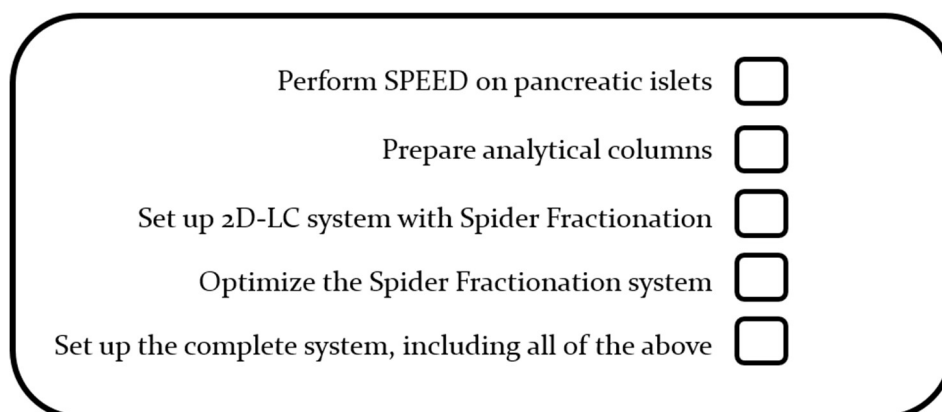 Perform SPEED on pancreatic islets
Prepare analytical columns
Set up 2D-LC system with Spider Fractionation
Optimize the Spider Fractionation system
Set up the complete system, including all of the above